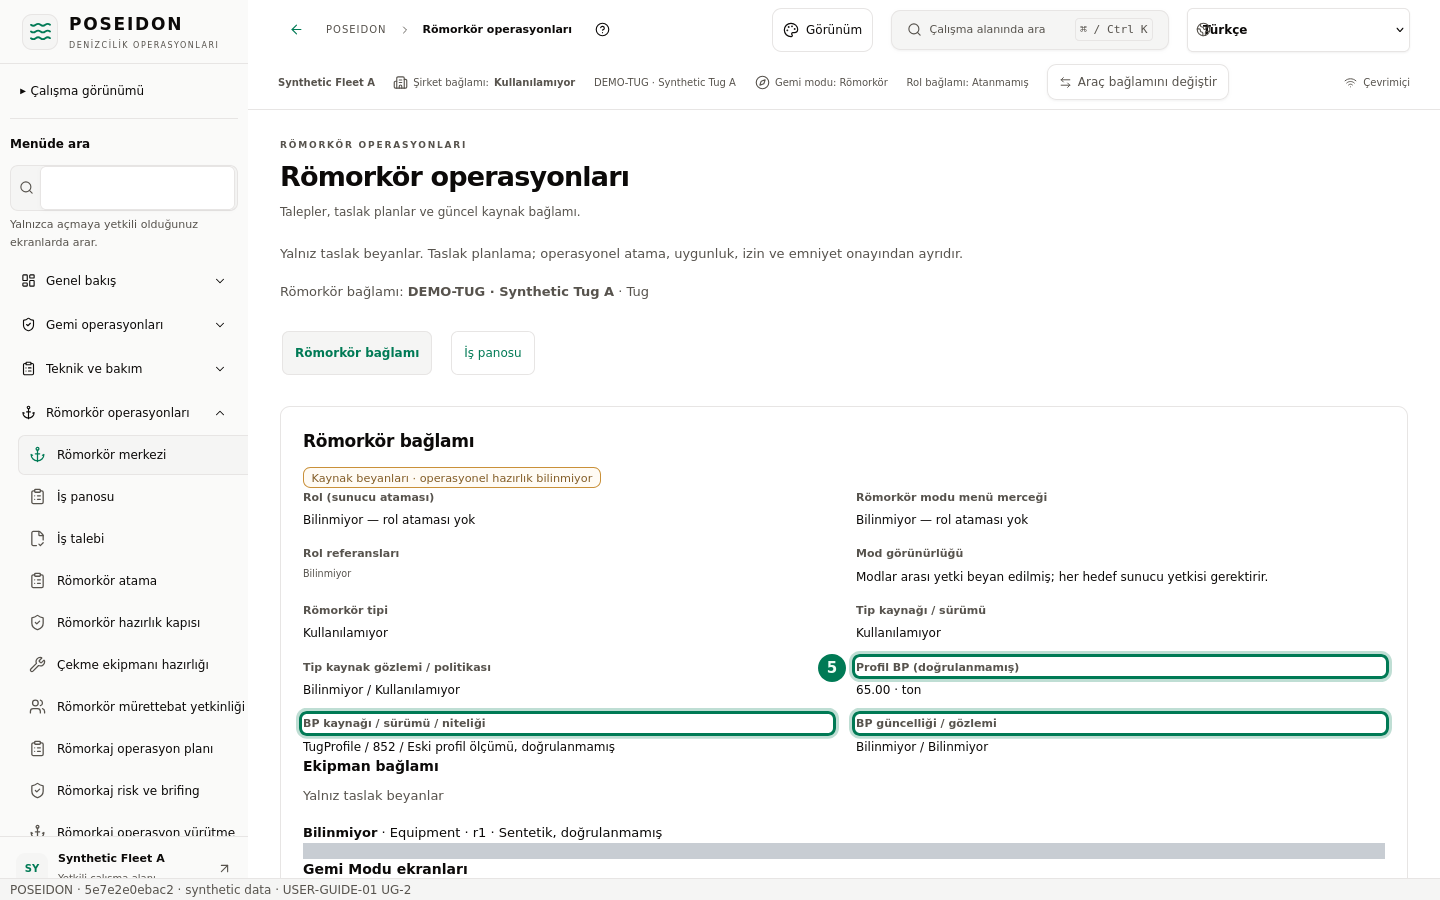 POSEIDON
DENİZCİLİK OPERASYONLARI
Çalışma görünümü
Menüde ara
Yalnızca açmaya yetkili olduğunuz
ekranlarda arar.
Genel bakış
Gemi operasyonları
Teknik ve bakım
Römorkör operasyonları
Römorkör merkezi
İş panosu
İş talebi
Römorkör atama
Römorkör hazırlık kapısı
Çekme ekipmanı hazırlığı
Römorkör mürettebat yetkinliği
Römorkaj operasyon planı
Römorkaj risk ve brifing
Römorkaj operasyon yürütme
SY
Synthetic Fleet A
POSEIDON
Römorkör operasyonları
Görünüm
Çalışma alanında ara
⌘ / Ctrl K
Türkçe
Synthetic Fleet A
Şirket bağlamı: Kullanılamıyor
DEMO-TUG · Synthetic Tug A
Gemi modu: Römorkör
Rol bağlamı: Atanmamış
Araç bağlamını değiştir
Çevrimiçi
RÖMORKÖR OPERASYONLARI
Römorkör operasyonları
Talepler, taslak planlar ve güncel kaynak bağlamı.
Yalnız taslak beyanlar. Taslak planlama; operasyonel atama, uygunluk, izin ve emniyet onayından ayrıdır.
Römorkör bağlamı: DEMO-TUG · Synthetic Tug A · Tug
Römorkör bağlamı
İş panosu
Römorkör bağlamı
Kaynak beyanları · operasyonel hazırlık bilinmiyor
Rol (sunucu ataması)
Bilinmiyor — rol ataması yok
Römorkör modu menü merceği
Bilinmiyor — rol ataması yok
Rol referansları
Bilinmiyor
Mod görünürlüğü
Modlar arası yetki beyan edilmiş; her hedef sunucu yetkisi gerektirir.
Römorkör tipi
Kullanılamıyor
Tip kaynağı / sürümü
Kullanılamıyor
Tip kaynak gözlemi / politikası
Bilinmiyor / Kullanılamıyor
5
Profil BP (doğrulanmamış)
65.00 · ton
BP kaynağı / sürümü / niteliği
TugProfile / 852 / Eski profil ölçümü, doğrulanmamış
BP güncelliği / gözlemi
Bilinmiyor / Bilinmiyor
Ekipman bağlamı
Yalnız taslak beyanlar
Bilinmiyor · Equipment · r1 · Sentetik, doğrulanmamış
Gemi Modu ekranları
POSEIDON · 5e7e2e0ebac2 · synthetic data · USER-GUIDE-01 UG-2